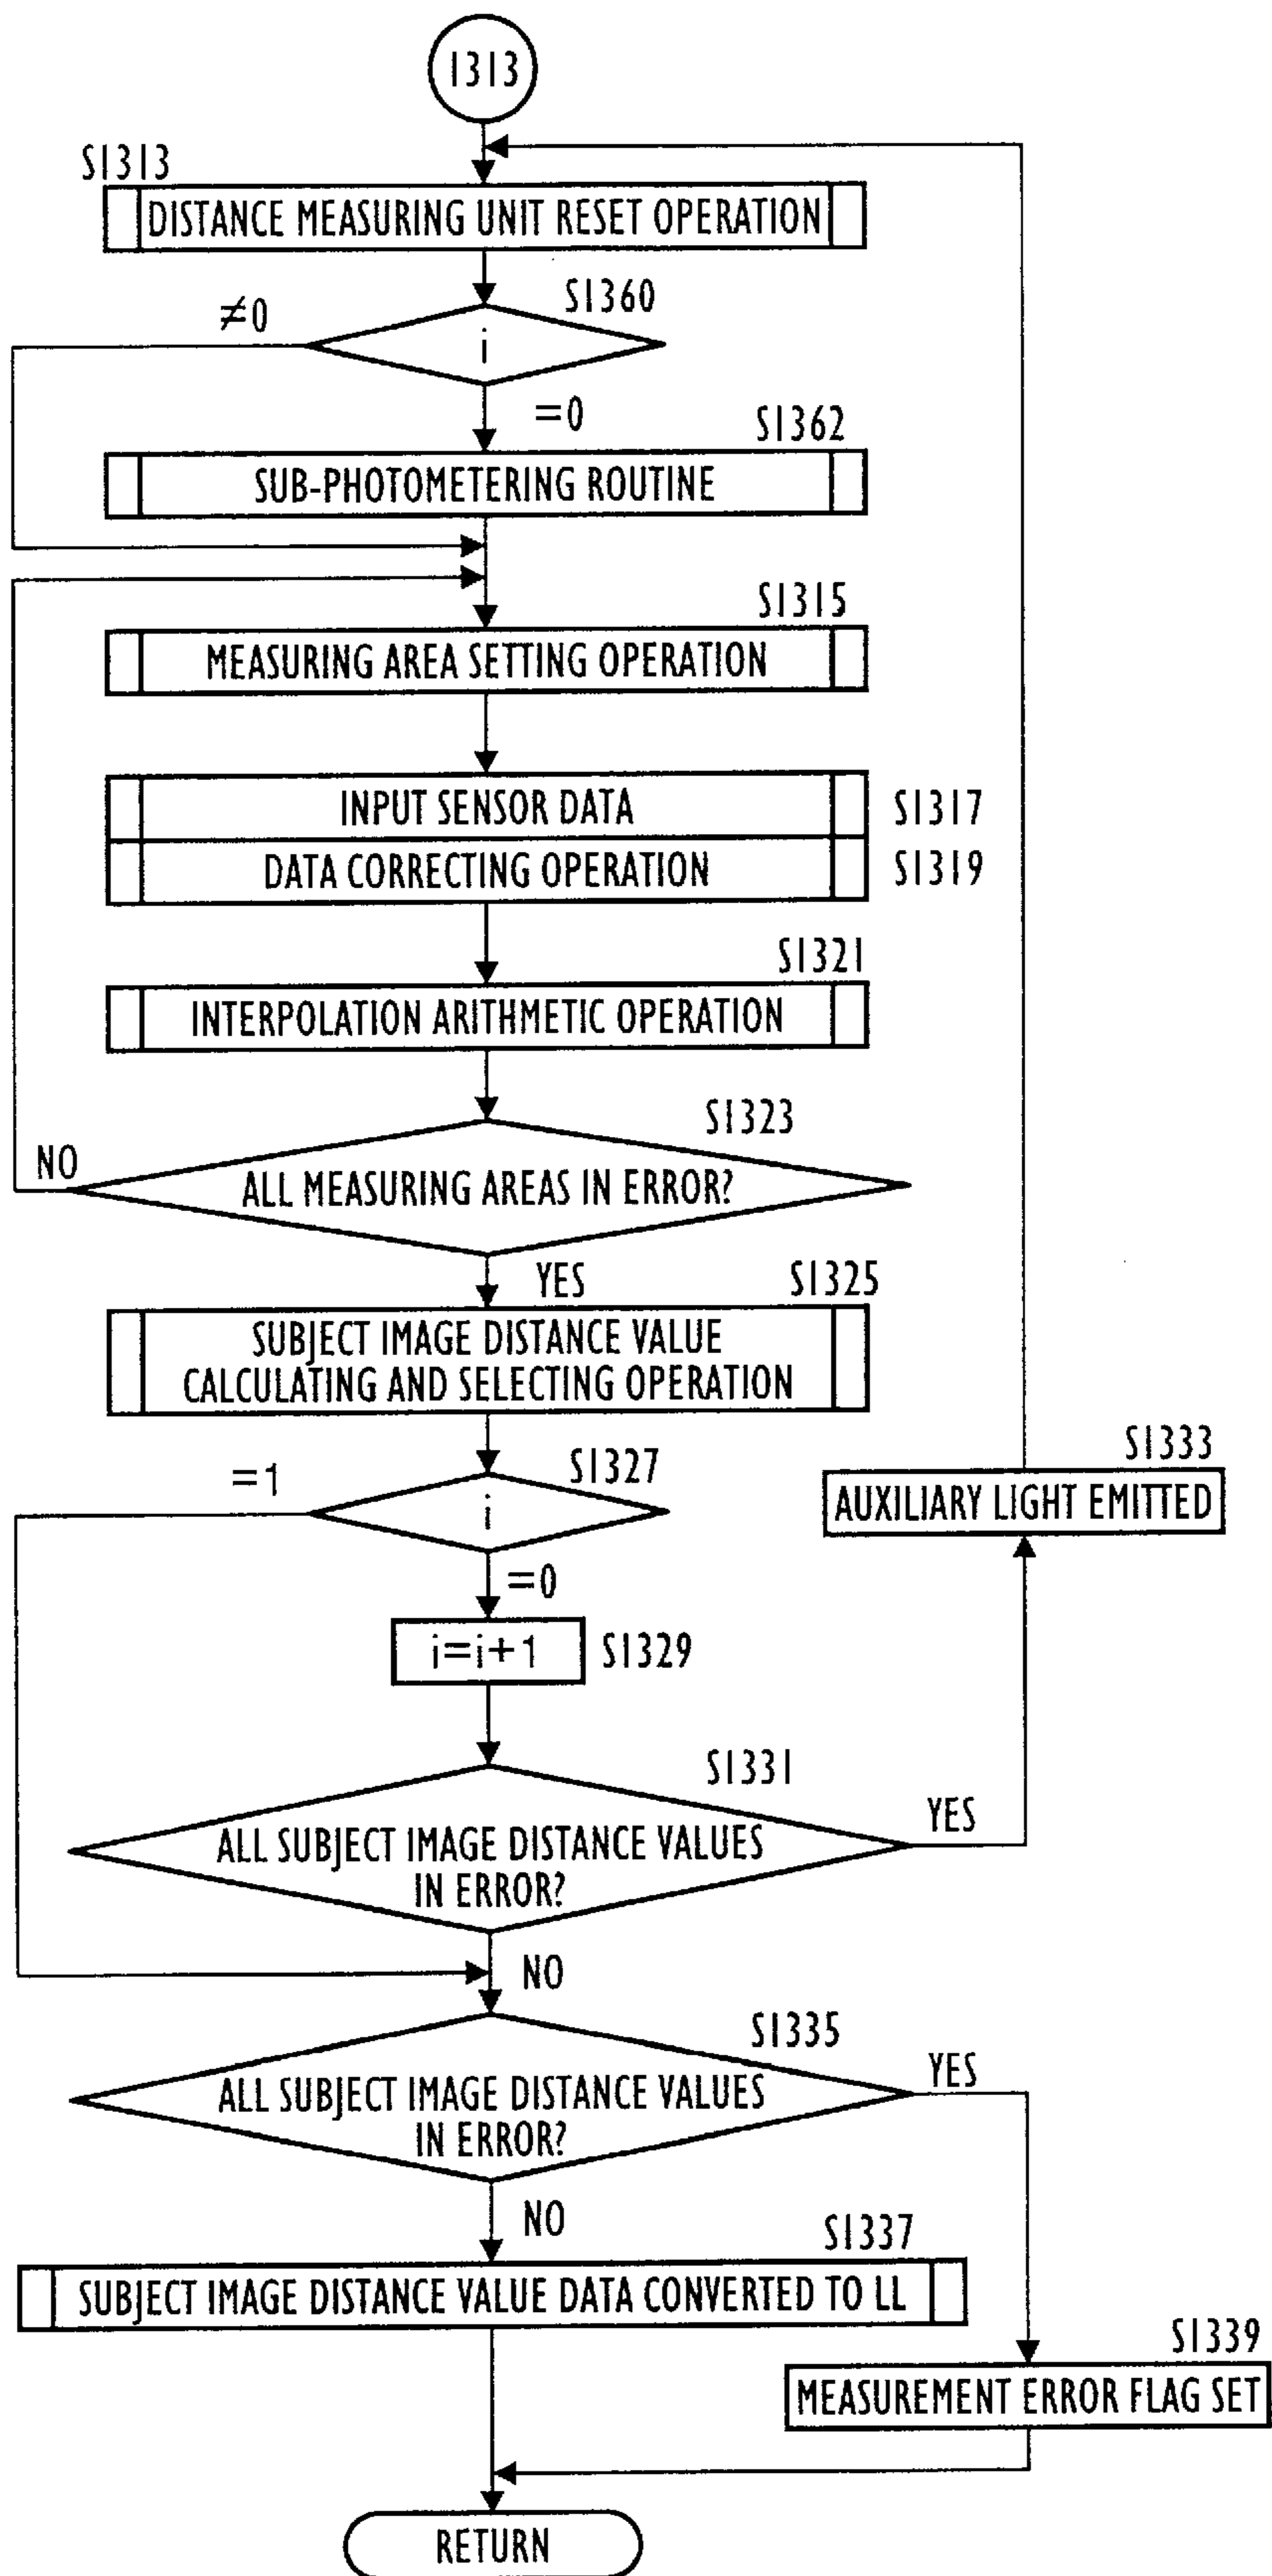 1313
S1313
DISTANCE MEASURING UNIT RESET OPERATION
S1360
≠0
i
=0
S1362
SUB-PHOTOMETERING ROUTINE
S1315
MEASURING AREA SETTING OPERATION
INPUT SENSOR DATA
S1317
DATA CORRECTING OPERATION
S1319
S1321
INTERPOLATION ARITHMETIC OPERATION
S1323
NO
ALL MEASURING AREAS IN ERROR?
YES
S1325
SUBJECT IMAGE DISTANCE VALUE
CALCULATING AND SELECTING OPERATION
S1327
=1
i
=0
S1333
AUXILIARY LIGHT EMITTED
i=i+1
S1329
S1331
YES
ALL SUBJECT IMAGE DISTANCE VALUES
IN ERROR?
NO
S1335
YES
ALL SUBJECT IMAGE DISTANCE VALUES
IN ERROR?
NO
S1337
SUBJECT IMAGE DISTANCE VALUE DATA CONVERTED TO LL
S1339
MEASUREMENT ERROR FLAG SET
RETURN